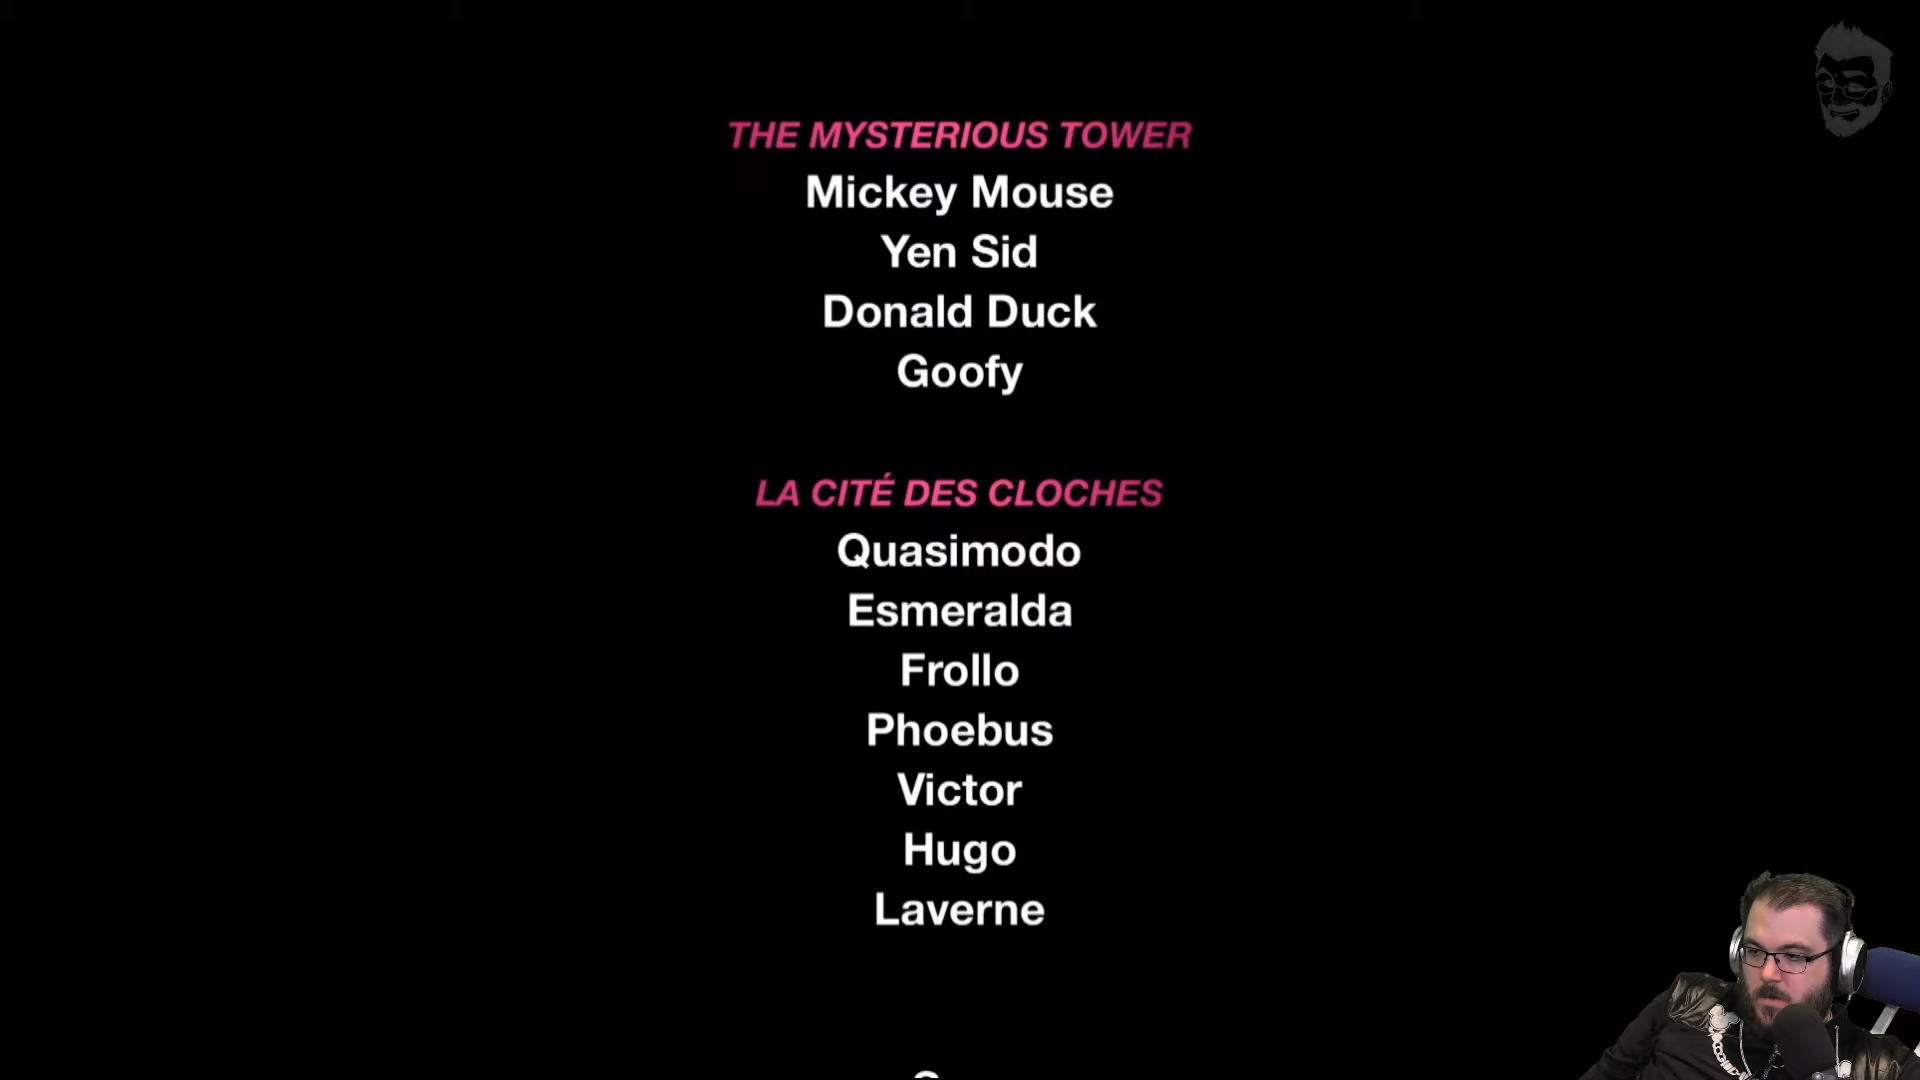 THE MYSTERIOUS TOWER
Mickey Mouse
Yen Sid
Donald Duck
Goofy
LA CITÉ DES CLOCHES
Quasimodo
Esmeralda
Frollo
Phoebus
Victor
Hugo
Laverne